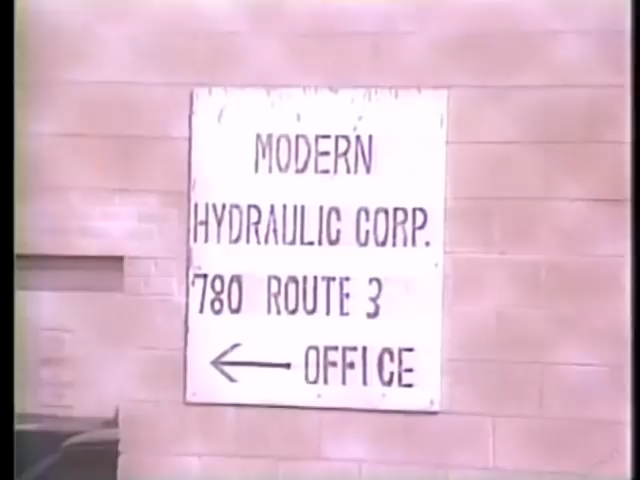 MODERN
HYDRAULIC CORP.
780 ROUTE 3
← OFFICE